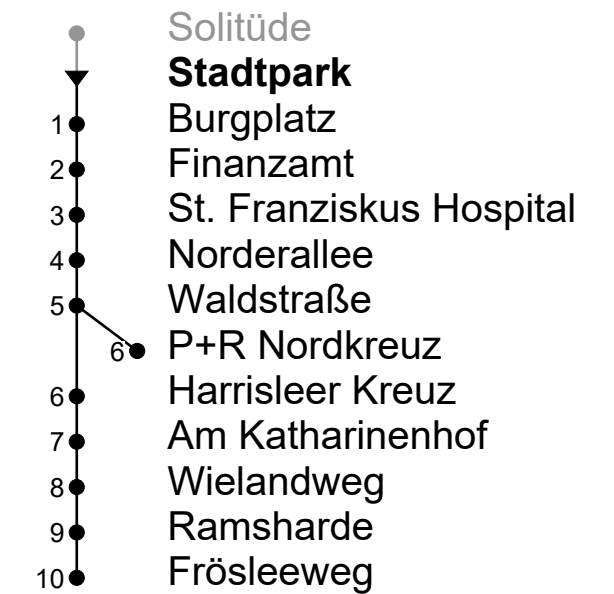 Solitüde
Stadtpark
1 Burgplatz
2 Finanzamt
3 St. Franziskus Hospital
4 Norderallee
5 Waldstraße
6 P+R Nordkreuz
6 Harrisleer Kreuz
7 Am Katharinenhof
8 Wielandweg
9 Ramsharde
10 Frösleeweg